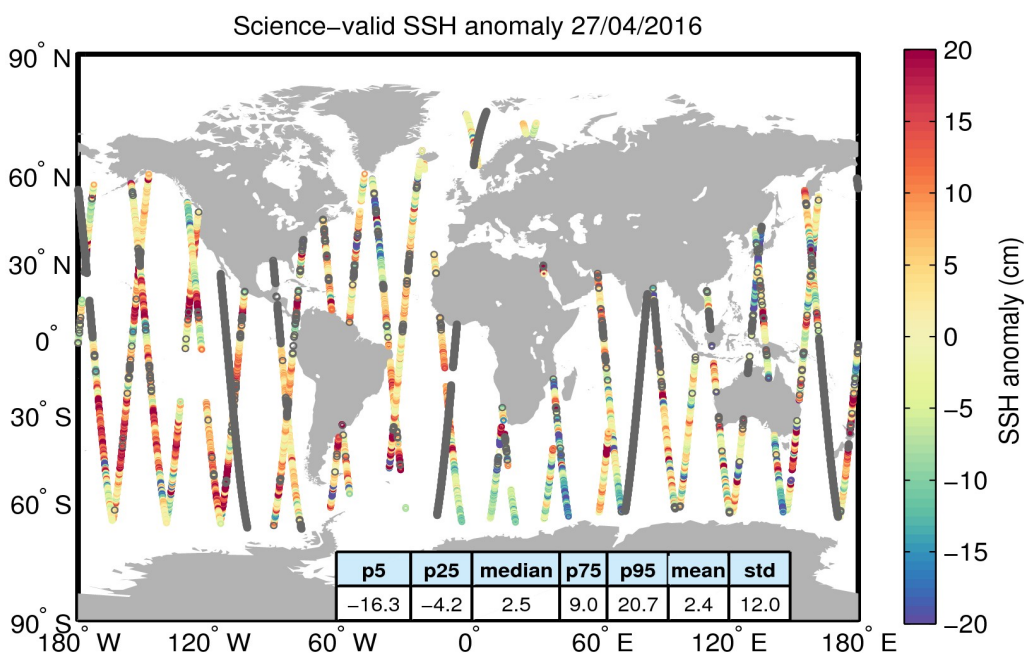 Science−valid SSH anomaly 27/04/2016
90° N
60° N
30° N
0°
30° S
60° S
90° S
180° W
120° W
60° W
0°
60° E
120° E
180° E
p5 p25 median p75 p95 mean std
−16.3 −4.2 2.5 9.0 20.7 2.4 12.0
20
15
10
5
0
−5
−10
−15
−20
SSH anomaly (cm)